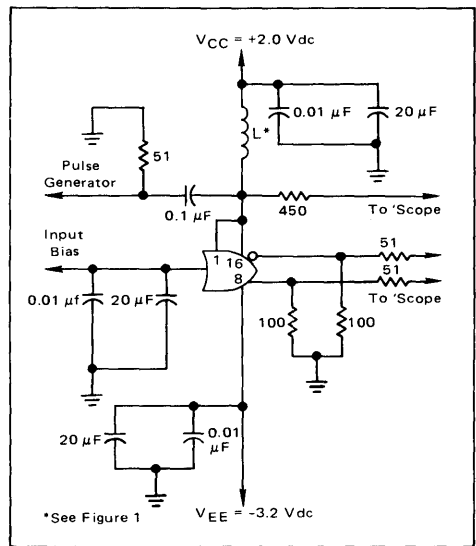 VCC = +2.0 Vdc
0.01 µF
20 µF
L*
51
Pulse
Generator
0.1 µF
450
To 'Scope
Input
Bias
1 16
8
51
51
To 'Scope
0.01 µf
20 µF
100
100
20 µF
0.01
µF
*See Figure 1
VEE = -3.2 Vdc